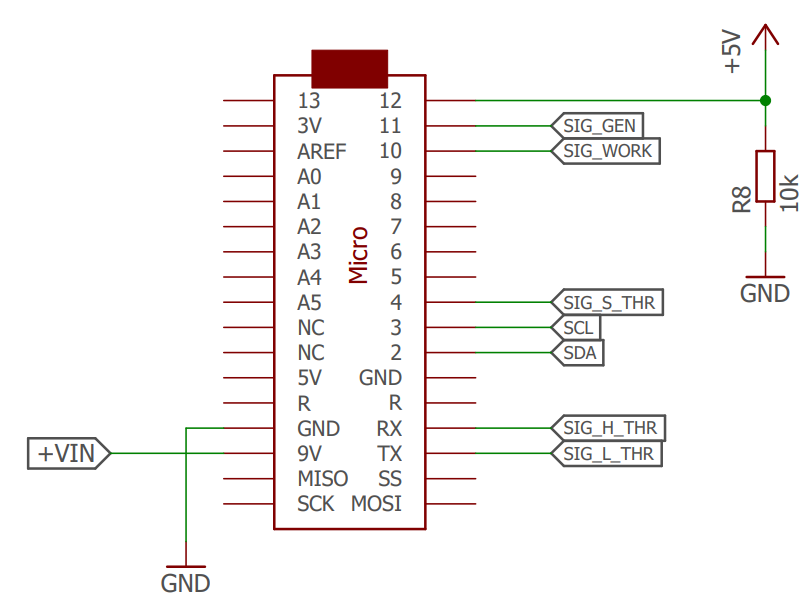 +5V
13 12
3V 11 SIG_GEN
AREF 10 SIG_WORK
A0 9
A1 8
A2 7
A3 6
A4 5
A5 4 SIG_S_THR
NC 3 SCL
NC 2 SDA
5V GND
R R
GND RX SIG_H_THR
+VIN 9V TX SIG_L_THR
MISO SS
SCK MOSI
Micro
R8 10k
GND
GND